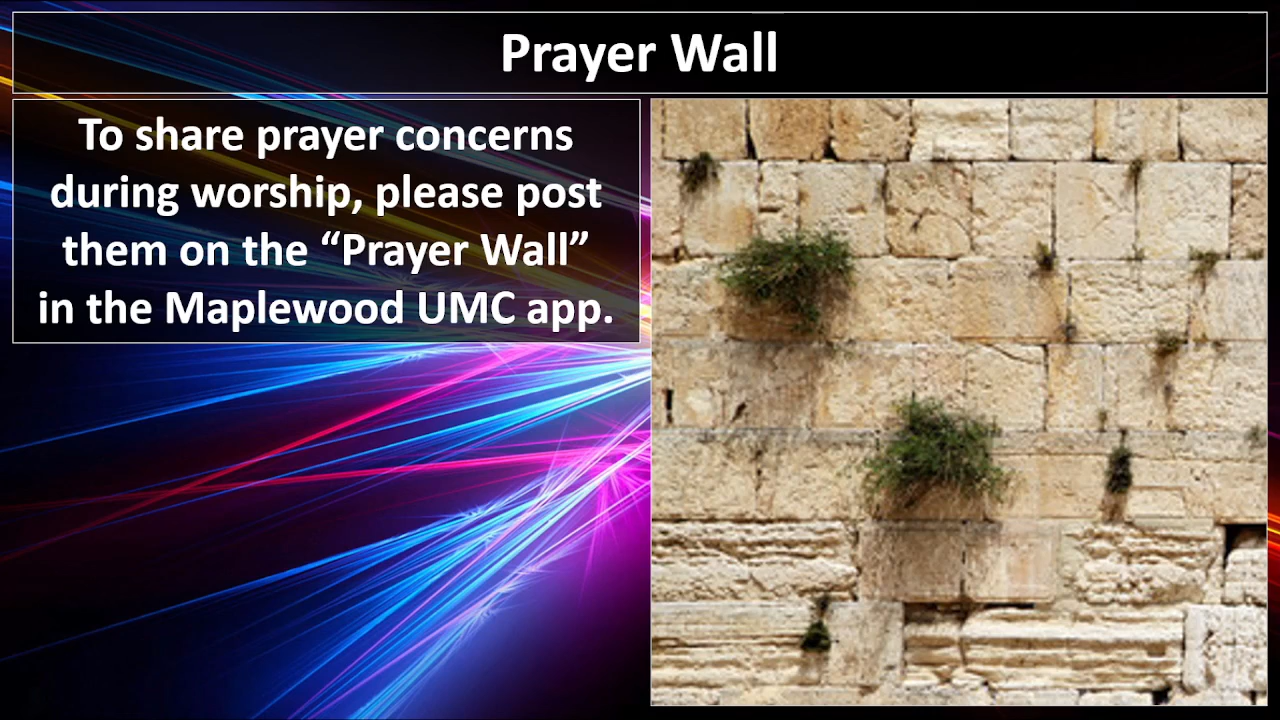 Prayer Wall
To share prayer concerns
during worship, please post
them on the “Prayer Wall”
in the Maplewood UMC app.